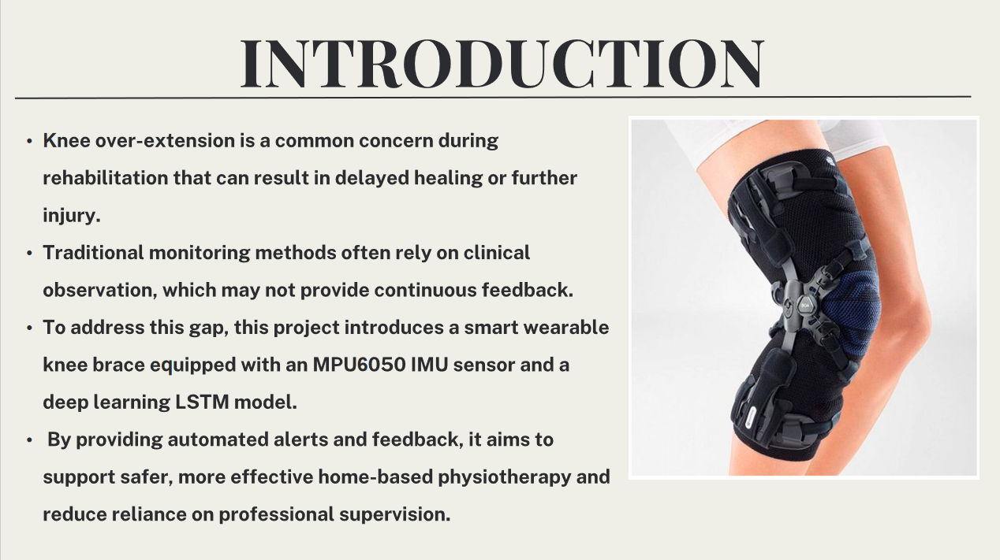 INTRODUCTION
• Knee over-extension is a common concern during
rehabilitation that can result in delayed healing or further
injury.
• Traditional monitoring methods often rely on clinical
observation, which may not provide continuous feedback.
• To address this gap, this project introduces a smart wearable
knee brace equipped with an MPU6050 IMU sensor and a
deep learning LSTM model.
• By providing automated alerts and feedback, it aims to
support safer, more effective home-based physiotherapy and
reduce reliance on professional supervision.
BOA